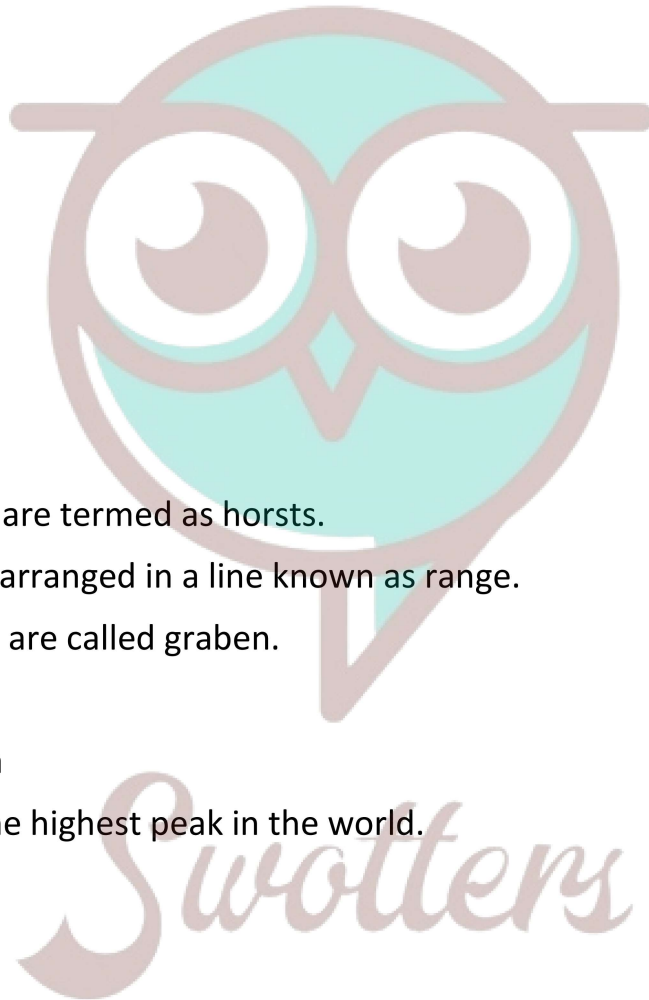 are termed as horsts.
arranged in a line known as range.
are called graben.
highest peak in the world.
Swotters